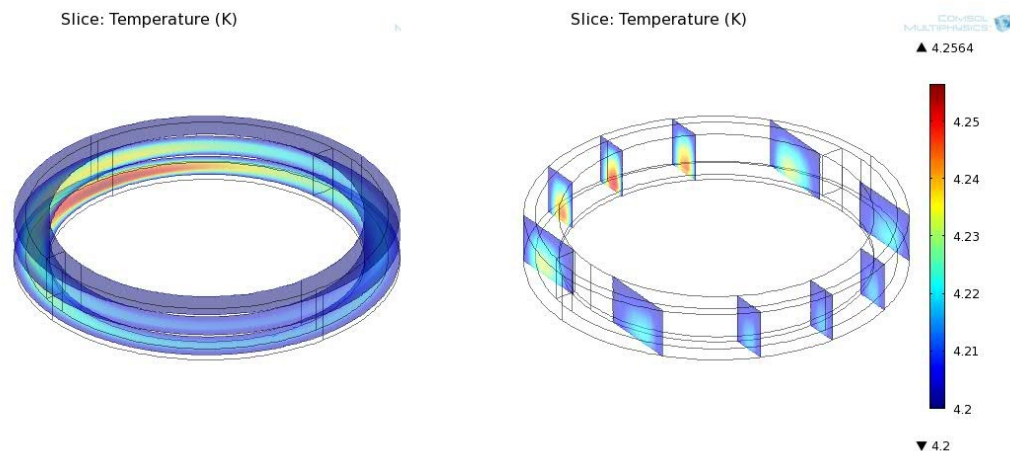 Slice: Temperature (K)
Slice: Temperature (K)
COMSOL
MULTIPHYSICS
▲ 4.2564
4.25
4.24
4.23
4.22
4.21
4.2
▼ 4.2